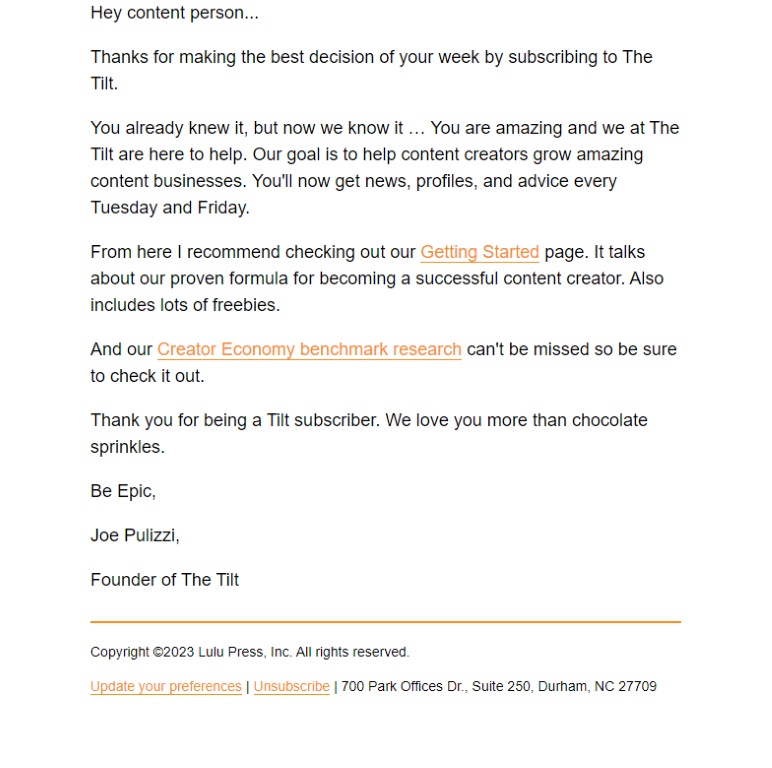 Hey content person...
Thanks for making the best decision of your week by subscribing to The
Tilt.
You already knew it, but now we know it … You are amazing and we at The
Tilt are here to help. Our goal is to help content creators grow amazing
content businesses. You'll now get news, profiles, and advice every
Tuesday and Friday.
From here I recommend checking out our Getting Started page. It talks
about our proven formula for becoming a successful content creator. Also
includes lots of freebies.
And our Creator Economy benchmark research can't be missed so be sure
to check it out.
Thank you for being a Tilt subscriber. We love you more than chocolate
sprinkles.
Be Epic,
Joe Pulizzi,
Founder of The Tilt
Copyright ©2023 Lulu Press, Inc. All rights reserved.
Update your preferences | Unsubscribe | 700 Park Offices Dr., Suite 250, Durham, NC 27709